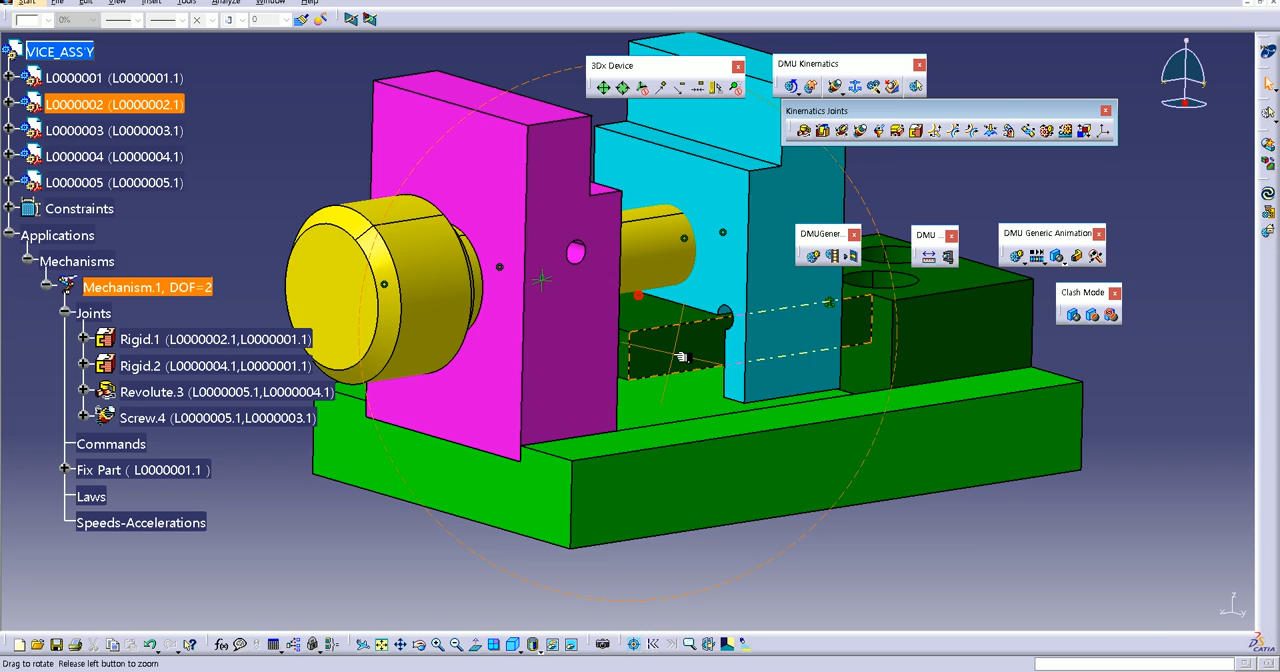 Start File Edit View Insert Tools Analyze Window Help
0% 0
VICE_ASS'Y
L0000001 (L0000001.1)
L0000002 (L0000002.1)
L0000003 (L0000003.1)
L0000004 (L0000004.1)
L0000005 (L0000005.1)
Constraints
Applications
Mechanisms
Mechanism.1, DOF=2
Joints
Rigid.1 (L0000002.1,L0000001.1)
Rigid.2 (L0000004.1,L0000001.1)
Revolute.3 (L0000005.1,L0000004.1)
Screw.4 (L0000005.1,L0000003.1)
Commands
Fix Part ( L0000001.1 )
Laws
Speeds-Accelerations
3Dx Device
DMU Kinematics
Kinematics Joints
DMUGener...
DMU ...
DMU Generic Animation
Clash Mode
z
x y
CATIA
Drag to rotate Release left button to zoom